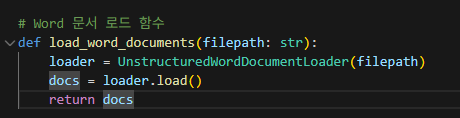 # Word 문서 로드 함수
def load_word_documents(filepath: str):
    loader = UnstructuredWordDocumentLoader(filepath)
    docs = loader.load()
    return docs